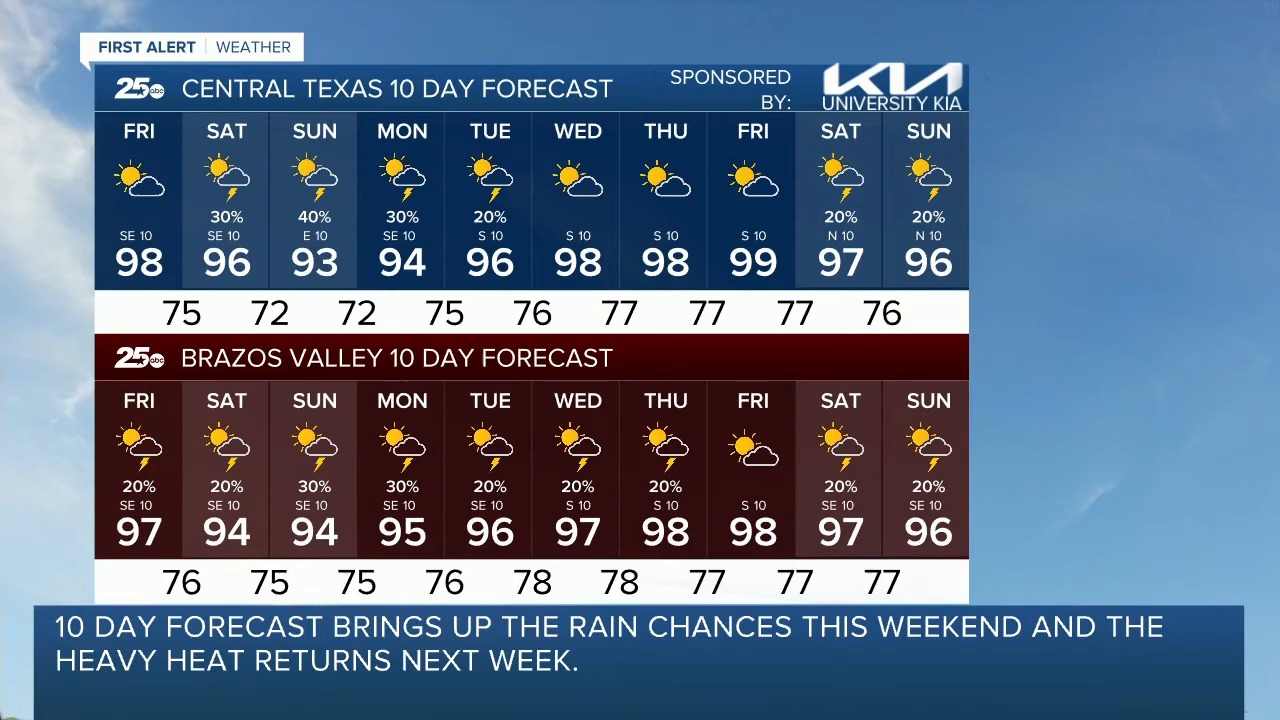 FIRST ALERT | WEATHER
25 abc CENTRAL TEXAS 10 DAY FORECAST SPONSORED BY: KIA UNIVERSITY KIA
FRI SAT SUN MON TUE WED THU FRI SAT SUN
30% 40% 30% 20% 20% 20%
SE 10 SE 10 E 10 SE 10 S 10 S 10 S 10 S 10 N 10 N 10
98 96 93 94 96 98 98 99 97 96
75 72 72 75 76 77 77 77 76
25 abc BRAZOS VALLEY 10 DAY FORECAST
FRI SAT SUN MON TUE WED THU FRI SAT SUN
20% 20% 30% 30% 20% 20% 20% 20% 20%
SE 10 SE 10 SE 10 SE 10 SE 10 S 10 S 10 S 10 SE 10 SE 10
97 94 94 95 96 97 98 98 97 96
76 75 75 76 78 78 77 77 77
10 DAY FORECAST BRINGS UP THE RAIN CHANCES THIS WEEKEND AND THE
HEAVY HEAT RETURNS NEXT WEEK.